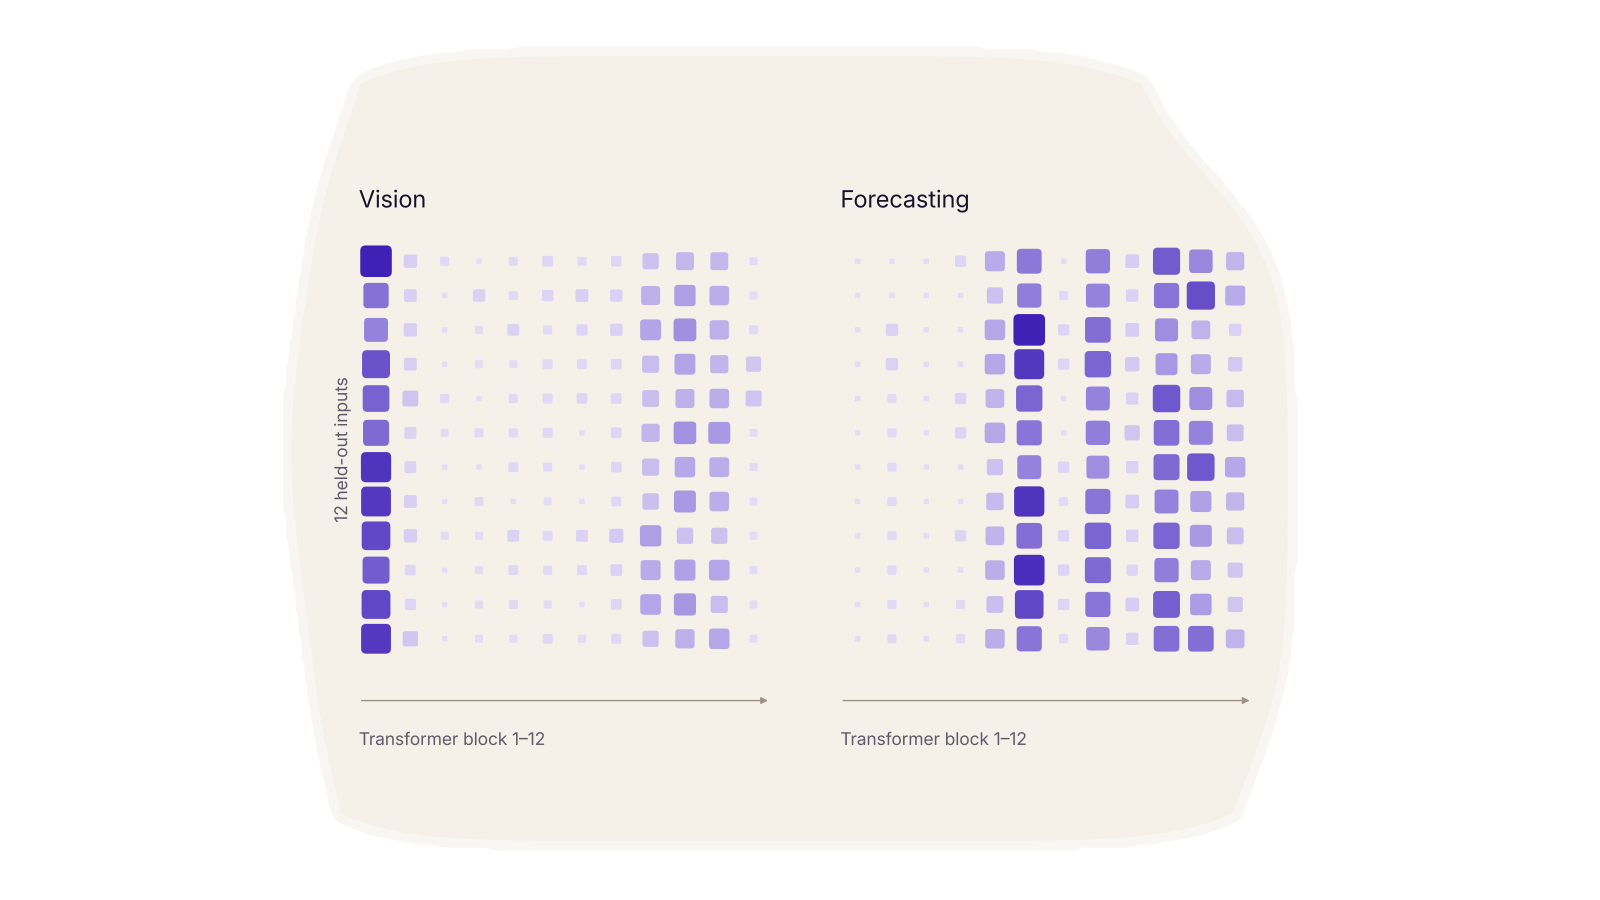 Vision
Forecasting
12 held-out inputs
Transformer block 1–12
Transformer block 1–12